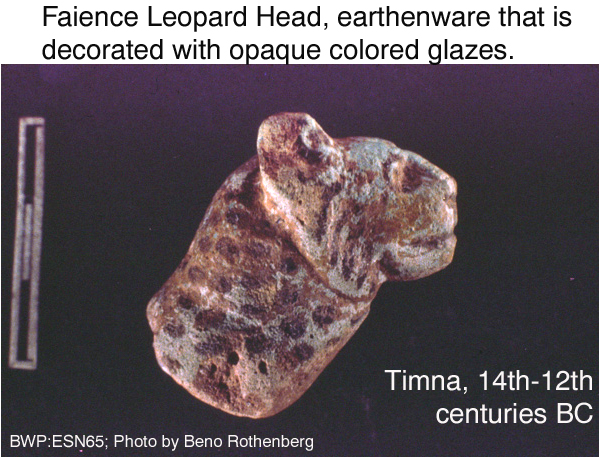 Faience Leopard Head, earthenware that is
decorated with opaque colored glazes.
Timna, 14th-12th
centuries BC
BWP:ESN65; Photo by Beno Rothenberg